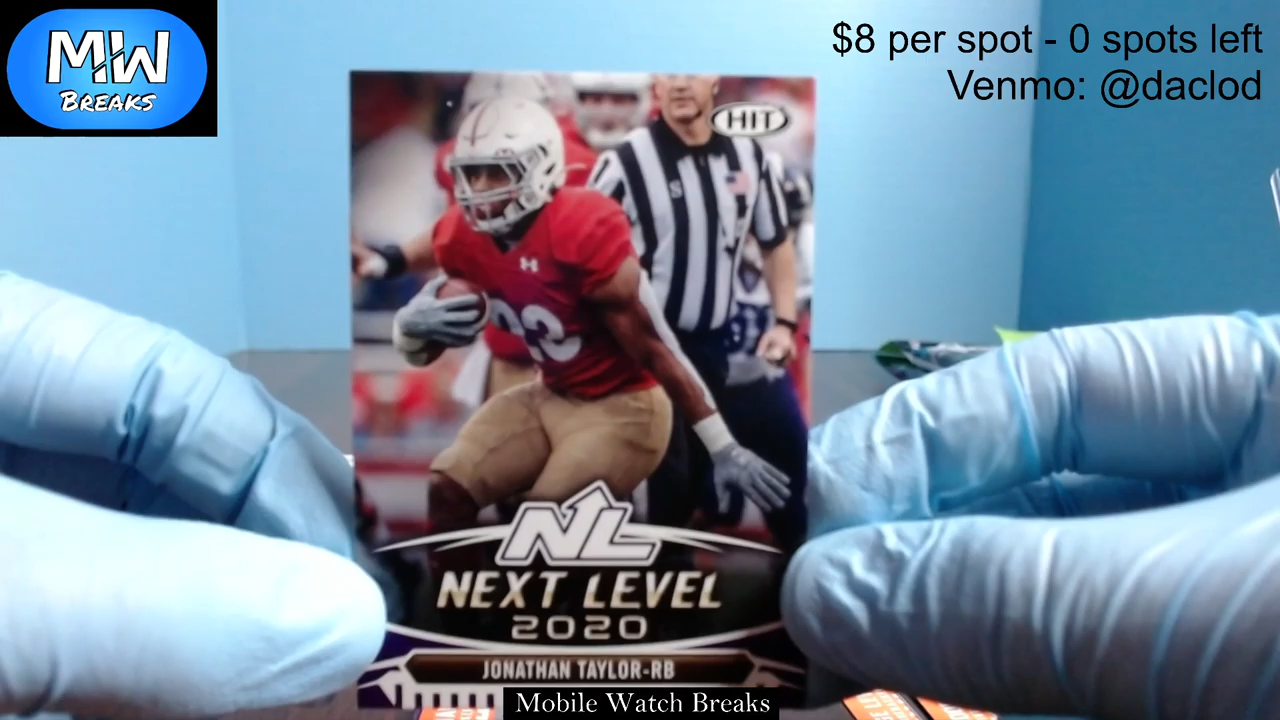 MW
BREAKS
$8 per spot - 0 spots left
Venmo: @daclod
HIT
S
23
NL
NEXT LEVEL
2020
JONATHAN TAYLOR-RB
Mobile Watch Breaks